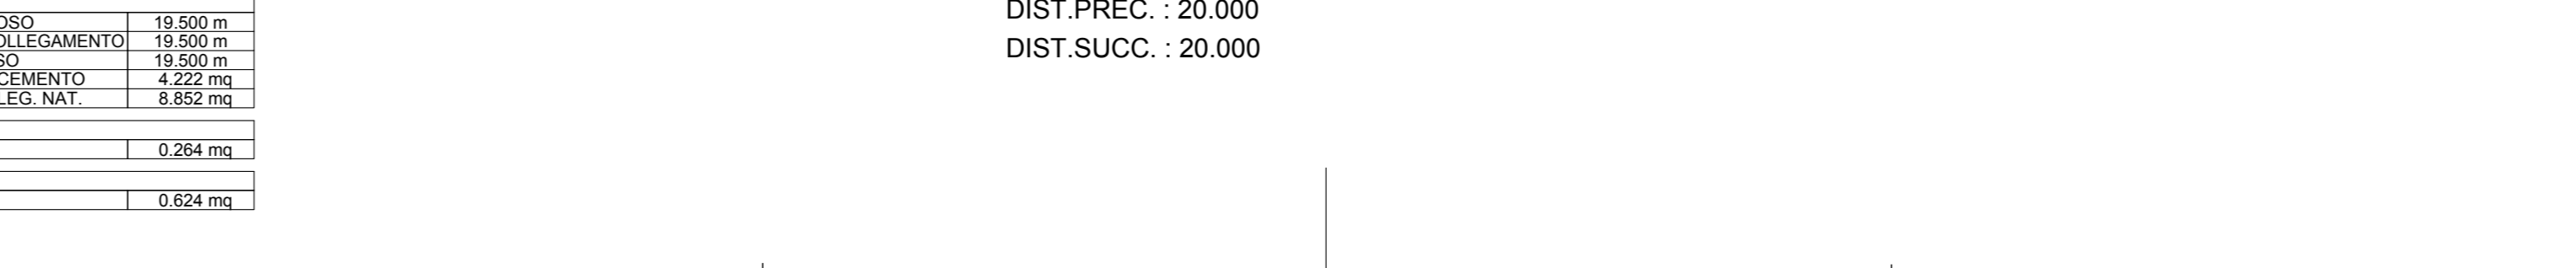 OSO 19.500 m
OLLEGAMENTO 19.500 m
SO 19.500 m
CEMENTO 4.222 mq
LEG. NAT. 8.852 mq
0.264 mq
0.624 mq
DIST.PREC. : 20.000
DIST.SUCC. : 20.000